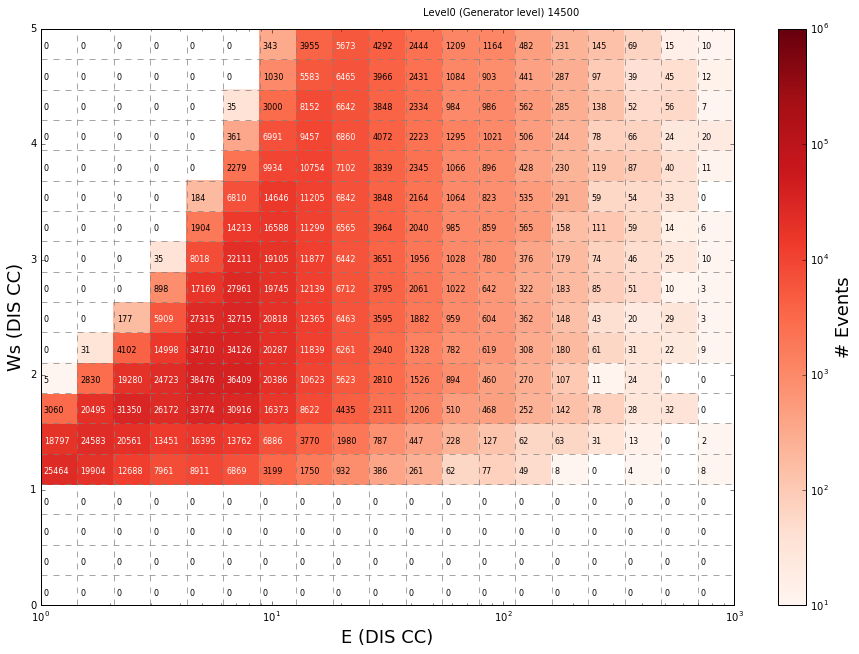 Level0 (Generator level) 14500
5
0 0 0 0 0 0 343 3955 5673 4292 2444 1209 1164 482 231 145 69 15 10
0 0 0 0 0 0 1030 5583 6465 3966 2431 1084 903 441 287 97 39 45 12
0 0 0 0 0 35 3000 8152 6642 3848 2334 984 986 562 285 138 52 56 7
4
0 0 0 0 0 361 6991 9457 6860 4072 2223 1295 1021 506 244 78 66 24 20
0 0 0 0 0 2279 9934 10754 7102 3839 2345 1066 896 428 230 119 87 40 11
0 0 0 0 184 6810 14646 11205 6842 3848 2164 1064 823 535 291 59 54 33 0
0 0 0 0 1904 14213 16588 11299 6565 3964 2040 985 859 565 158 111 59 14 6
3
0 0 0 35 8018 22111 19105 11877 6442 3651 1956 1028 780 376 179 74 46 25 10
0 0 0 898 17169 27961 19745 12139 6712 3795 2061 1022 642 322 183 85 51 10 3
0 0 177 5909 27315 32715 20818 12365 6463 3595 1882 959 604 362 148 43 20 29 3
0 31 4102 14998 34710 34126 20287 11839 6261 2940 1328 782 619 308 180 61 31 22 9
2
5 2830 19280 24723 38476 36409 20386 10623 5623 2810 1526 894 460 270 107 11 24 0 0
3060 20495 31350 26172 33774 30916 16373 8622 4435 2311 1206 510 468 252 142 78 28 32 0
18797 24583 20561 13451 16395 13762 6886 3770 1980 787 447 228 127 62 63 31 13 0 2
25464 19904 12688 7961 8911 6869 3199 1750 932 386 261 62 77 49 8 0 4 0 8
1
0 0 0 0 0 0 0 0 0 0 0 0 0 0 0 0 0 0 0
0 0 0 0 0 0 0 0 0 0 0 0 0 0 0 0 0 0 0
0 0 0 0 0 0 0 0 0 0 0 0 0 0 0 0 0 0 0
0 0 0 0 0 0 0 0 0 0 0 0 0 0 0 0 0 0 0
0
10^0 10^1 10^2 10^3
E (DIS CC)
Ws (DIS CC)
10^6
10^5
10^4
10^3
10^2
10^1
# Events